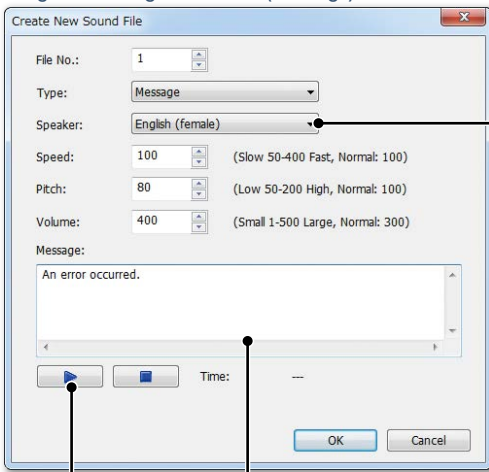 Create New Sound File
File No.: 1
Type: Message
Speaker: English (female)
Speed: 100 (Slow 50-400 Fast, Normal: 100)
Pitch: 80 (Low 50-200 High, Normal: 100)
Volume: 400 (Small 1-500 Large, Normal: 300)
Message:
An error occurred.
Time: ---
OK Cancel